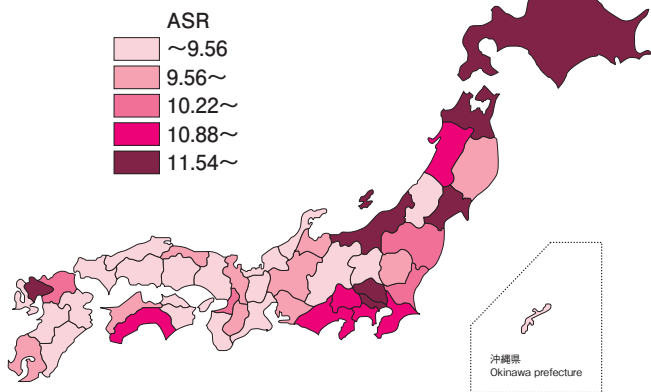 ASR
～9.56
9.56～
10.22～
10.88～
11.54～
沖縄県
Okinawa prefecture